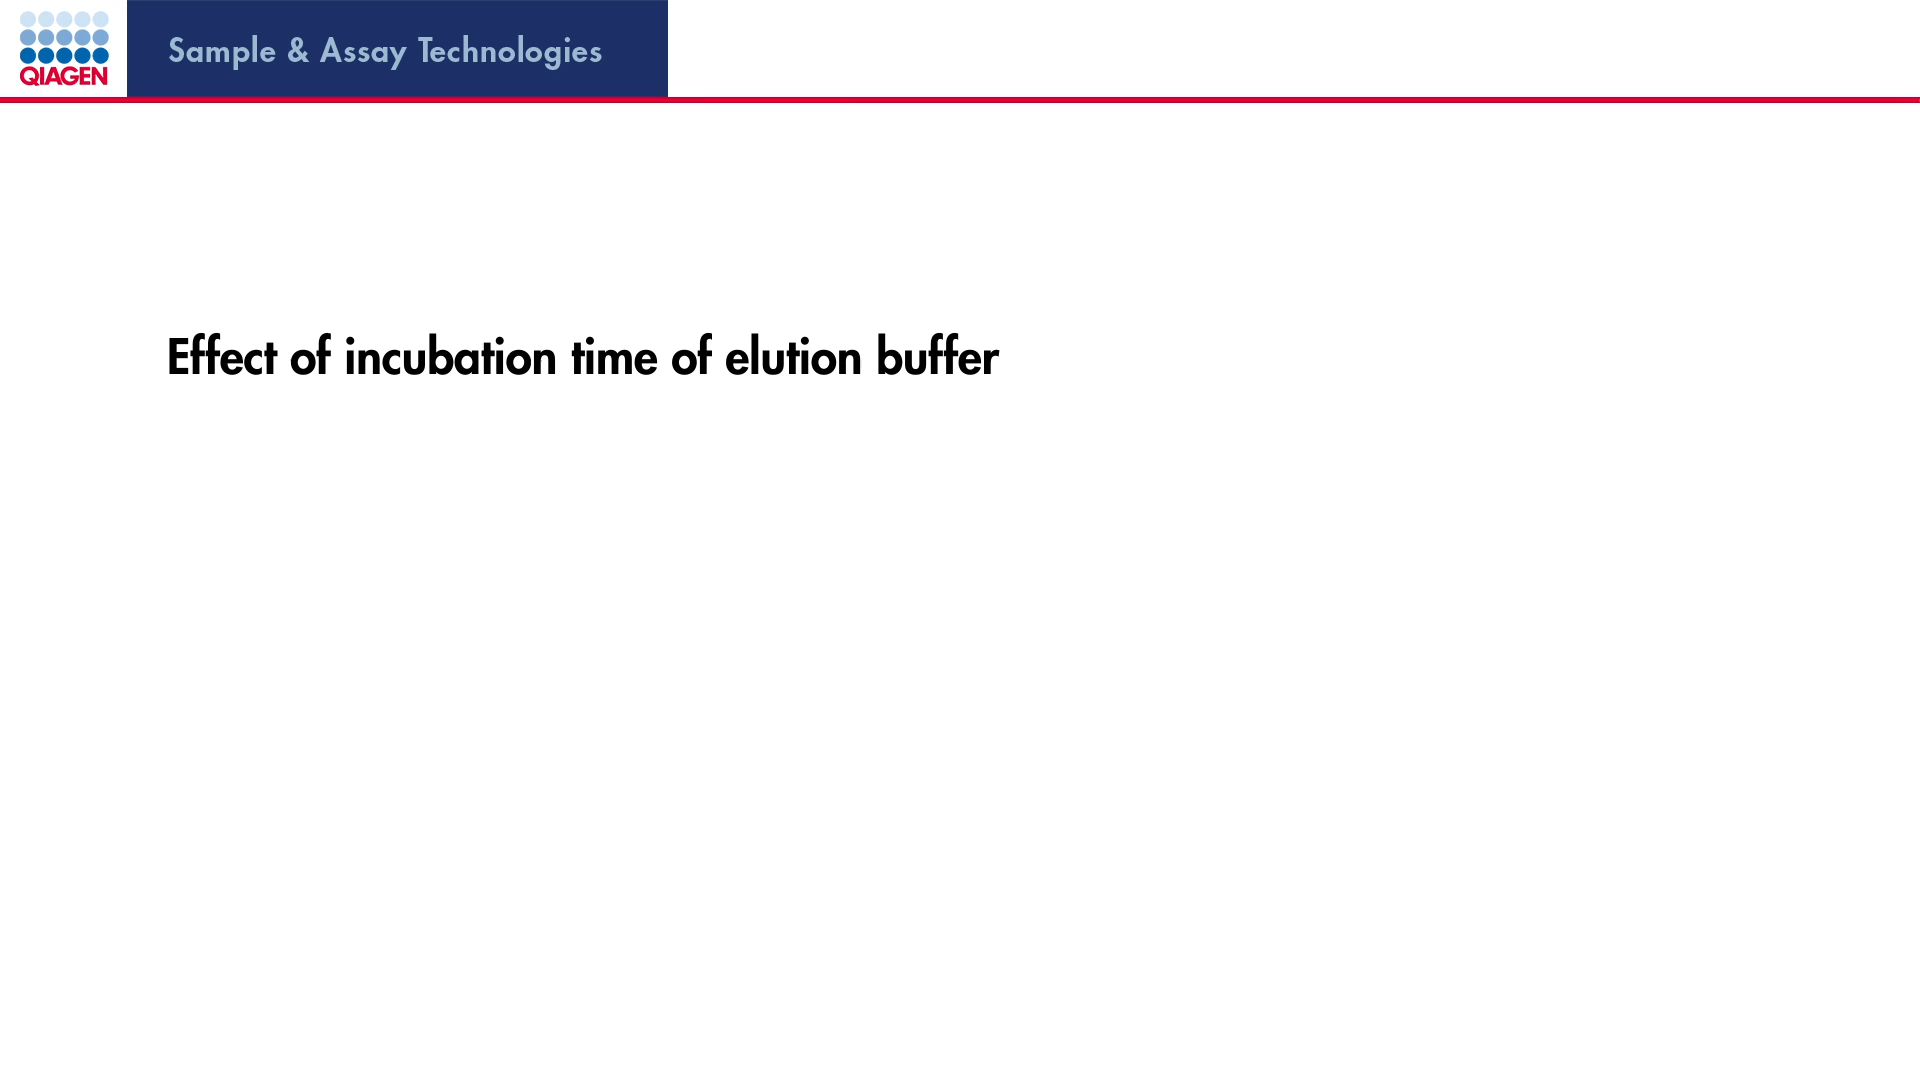 QIAGEN
Sample & Assay Technologies
Effect of incubation time of elution buffer